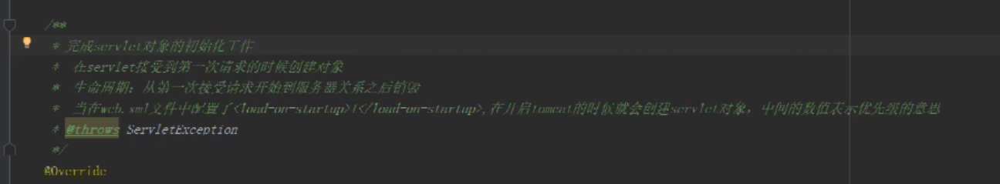 /**
* 完成servlet对象的初始化工作
* 在servlet接受到第一次请求的时候创建对象
* 生命周期：从第一次接受请求开始到服务器关系之后销毁
* 当在web.xml文件中配置了<load-on-startup>1</load-on-startup>,在开启tomcat的时候就会创建servlet对象，中间的数值表示优先级的意思
* @throws ServletException
*/
@Override